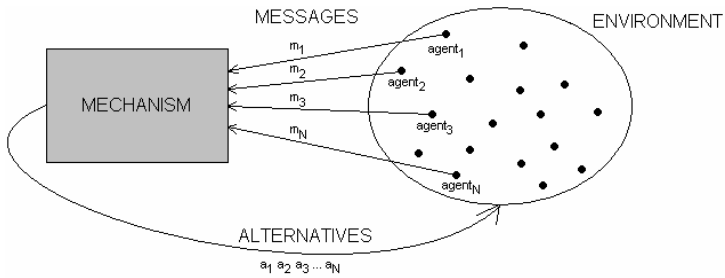 MESSAGES
ENVIRONMENT
m1
agent1
m2
agent2
MECHANISM
m3
agent3
mN
agentN
ALTERNATIVES
a1 a2 a3 ... aN